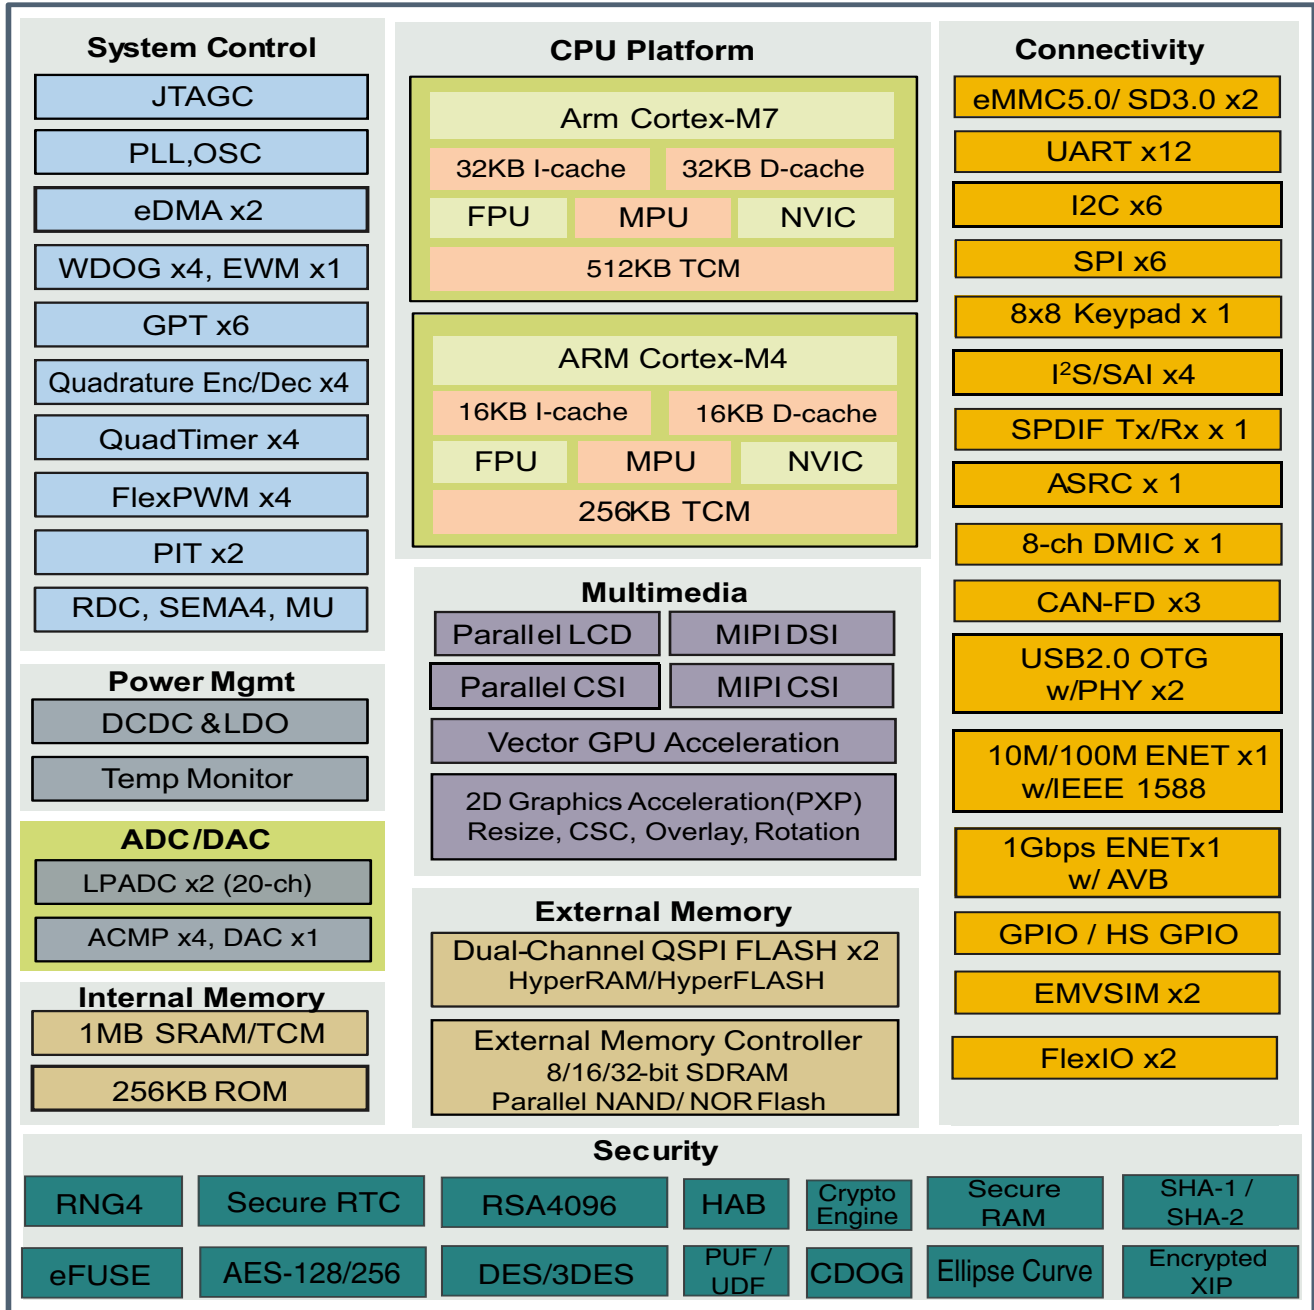 System Control
JTAGC
PLL,OSC
eDMA x2
WDOG x4, EWM x1
GPT x6
Quadrature Enc/Dec x4
QuadTimer x4
FlexPWM x4
PIT x2
RDC, SEMA4, MU
Power Mgmt
DCDC &LDO
Temp Monitor
ADC/DAC
LPADC x2 (20-ch)
ACMP x4, DAC x1
Internal Memory
1MB SRAM/TCM
256KB ROM
CPU Platform
Arm Cortex-M7
32KB I-cache
32KB D-cache
FPU
MPU
NVIC
512KB TCM
ARM Cortex-M4
16KB I-cache
16KB D-cache
FPU
MPU
NVIC
256KB TCM
Multimedia
Parallel LCD
MIPI DSI
Parallel CSI
MIPI CSI
Vector GPU Acceleration
2D Graphics Acceleration(PXP)
Resize, CSC, Overlay, Rotation
External Memory
Dual-Channel QSPI FLASH x2
HyperRAM/HyperFLASH
External Memory Controller
8/16/32-bit SDRAM
Parallel NAND/ NOR Flash
Connectivity
eMMC5.0/ SD3.0 x2
UART x12
I2C x6
SPI x6
8x8 Keypad x 1
I²S/SAI x4
SPDIF Tx/Rx x 1
ASRC x 1
8-ch DMIC x 1
CAN-FD x3
USB2.0 OTG
w/PHY x2
10M/100M ENET x1
w/IEEE 1588
1Gbps ENETx1
w/ AVB
GPIO / HS GPIO
EMVSIM x2
FlexIO x2
Security
RNG4
Secure RTC
RSA4096
HAB
Crypto
Engine
Secure
RAM
SHA-1 /
SHA-2
eFUSE
AES-128/256
DES/3DES
PUF /
UDF
CDOG
Ellipse Curve
Encrypted
XIP